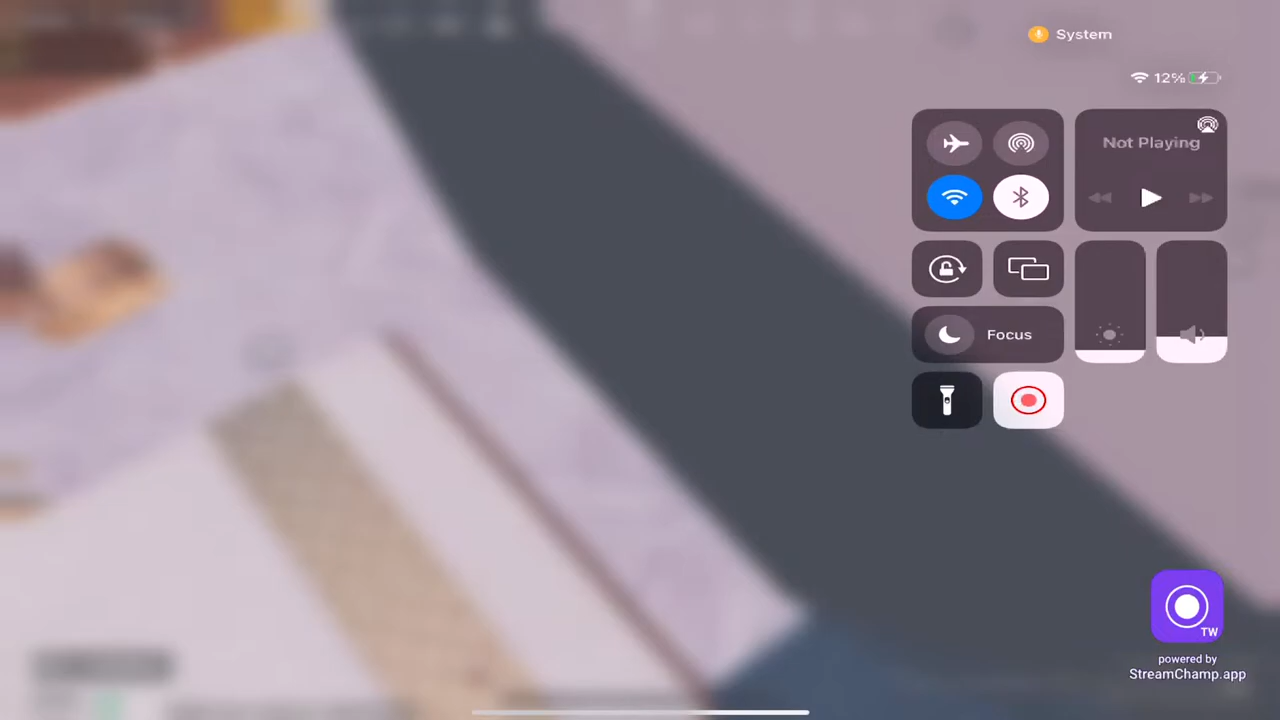 System
12%
Not Playing
Focus
TW
powered by
StreamChamp.app